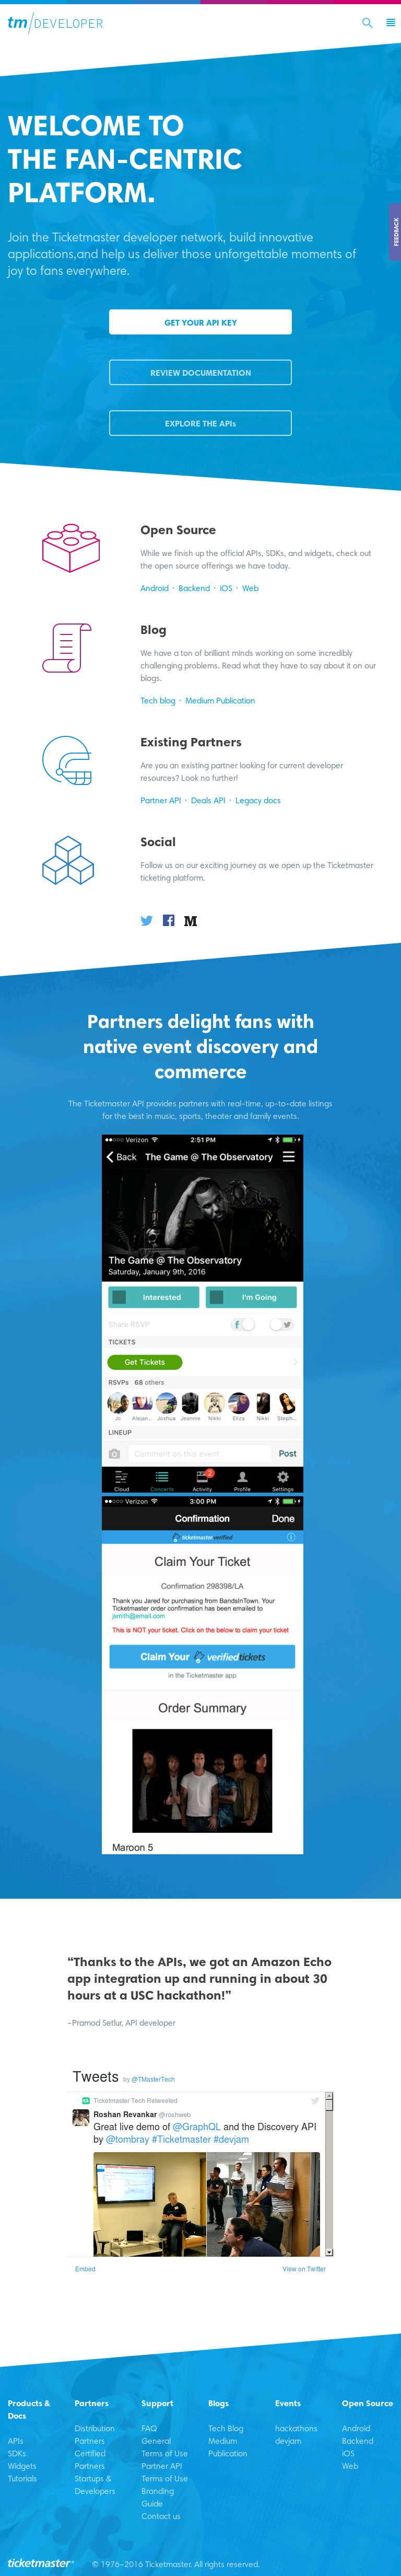 tm/DEVELOPER
WELCOME TO
THE FAN-CENTRIC
PLATFORM.
FEEDBACK
Join the Ticketmaster developer network, build innovative
applications,and help us deliver those unforgettable moments of
joy to fans everywhere.
GET YOUR API KEY
REVIEW DOCUMENTATION
EXPLORE THE APIs
Open Source
While we finish up the official APIs, SDKs, and widgets, check out
the open source offerings we have today.
Android · Backend · iOS · Web
Blog
We have a ton of brilliant minds working on some incredibly
challenging problems. Read what they have to say about it on our
blogs.
Tech blog · Medium Publication
Existing Partners
Are you an existing partner looking for current developer
resources? Look no further!
Partner API · Deals API · Legacy docs
Social
Follow us on our exciting journey as we open up the Ticketmaster
ticketing platform.
M
Partners delight fans with
native event discovery and
commerce
The Ticketmaster API provides partners with real-time, up-to-date listings
for the best in music, sports, theater and family events.
Verizon 2:51 PM
Back The Game @ The Observatory
The Game @ The Observatory
Saturday, January 9th, 2016
Interested I'm Going
Share RSVP
TICKETS
Get Tickets
RSVPs 68 others
Jc Alejan... Joshua Jeanne Nikki Eliza Nikki Steph...
LINEUP
Comment on this event Post
2
Cloud Concerts Activity Profile Settings
Verizon 3:00 PM
Confirmation Done
ticketmaster verified
Claim Your Ticket
Confirmation 298398/LA
Thank you Jared for purchasing from BandsInTown. Your
Ticketmaster order confirmation has been emailed to
jsmith@email.com
This is NOT your ticket. Click on the below to claim your ticket
Claim Your verifiedtickets
in the Ticketmaster app
Order Summary
Maroon 5
“Thanks to the APIs, we got an Amazon Echo
app integration up and running in about 30
hours at a USC hackathon!”
-Pramod Setlur, API developer
Tweets by @TMasterTech
Ticketmaster Tech Retweeted
Roshan Revankar @roshweb
Great live demo of @GraphQL and the Discovery API
by @tombray #Ticketmaster #devjam
Embed View on Twitter
Products &
Docs
APIs
SDKs
Widgets
Tutorials
Partners
Distribution
Partners
Certified
Partners
Startups &
Developers
Support
FAQ
General
Terms of Use
Partner API
Terms of Use
Branding
Guide
Contact us
Blogs
Tech Blog
Medium
Publication
Events
hackathons
devjam
Open Source
Android
Backend
iOS
Web
ticketmaster® © 1976-2016 Ticketmaster. All rights reserved.